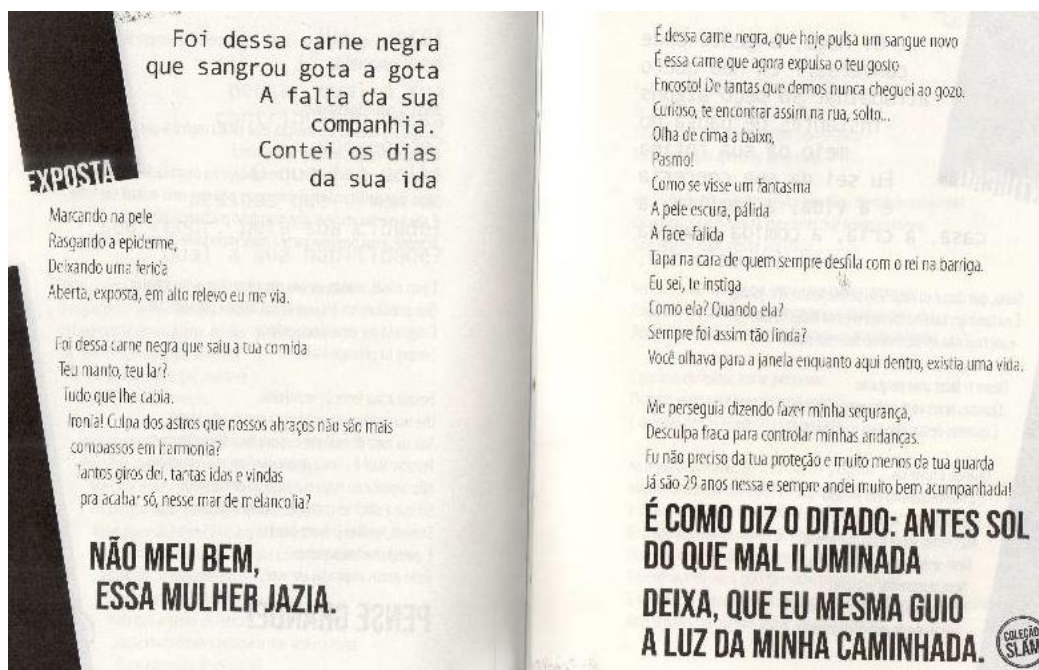 EXPOSTA
Foi dessa carne negra
que sangrou gota a gota
A falta da sua
companhia.
Contei os dias
da sua ida
Marcando na pele
Rasgando a epiderme,
Deixando uma ferida
Aberta, exposta, em alto relevo eu me via.
Foi dessa carne negra que saiu a tua comida
Teu manto, teu lar?
Tudo que lhe cabia.
Ironia! Culpa dos astros que nossos abraços não são mais
compassos em harmonia?
Tantos giros dei, tantas idas e vindas
pra acabar só, nesse mar de melancolia?
NÃO MEU BEM,
ESSA MULHER JAZIA.
É dessa carne negra, que hoje pulsa um sangue novo
É essa carne que agora expulsa o teu gosto
Encosto! De tantas que demos nunca cheguei ao gozo.
Curioso, te encontrar assim na rua, solto...
Olha de cima a baixo,
Pasmo!
Como se visse um fantasma
A pele escura, pálida
A face falida
Tapa na cara de quem sempre desfila com o rei na barriga.
Eu sei, te instiga
Como ela? Quando ela?
Sempre foi assim tão linda?
Você olhava para a janela enquanto aqui dentro, existia uma vida.
Me perseguia dizendo fazer minha segurança,
Desculpa fraca para controlar minhas andanças.
Eu não preciso da tua proteção e muito menos da tua guarda
Já são 29 anos nessa e sempre andei muito bem acompanhada!
É COMO DIZ O DITADO: ANTES SOL
DO QUE MAL ILUMINADA
DEIXA, QUE EU MESMA GUIO
A LUZ DA MINHA CAMINHADA.
COLEÇÃO
SLAM